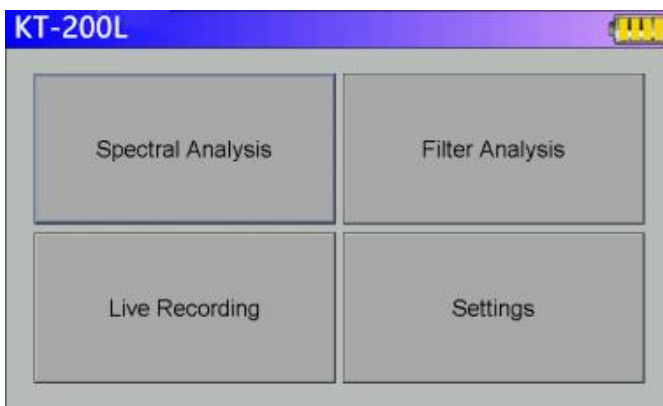 KT-200L
Spectral Analysis
Filter Analysis
Live Recording
Settings